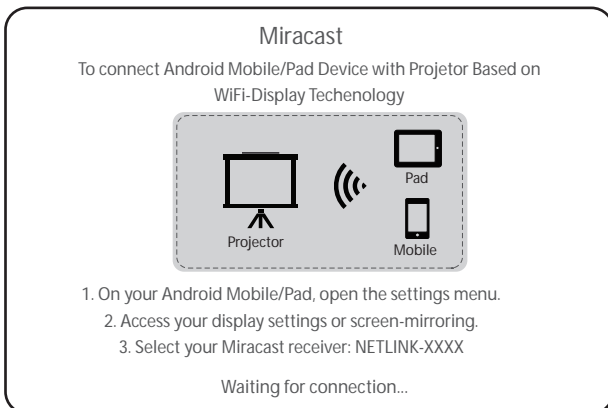 Miracast
To connect Android Mobile/Pad Device with Projetor Based on
WiFi-Display Techenology
Pad
Projector
Mobile
1. On your Android Mobile/Pad, open the settings menu.
2. Access your display settings or screen-mirroring.
3. Select your Miracast receiver: NETLINK-XXXX
Waiting for connection...